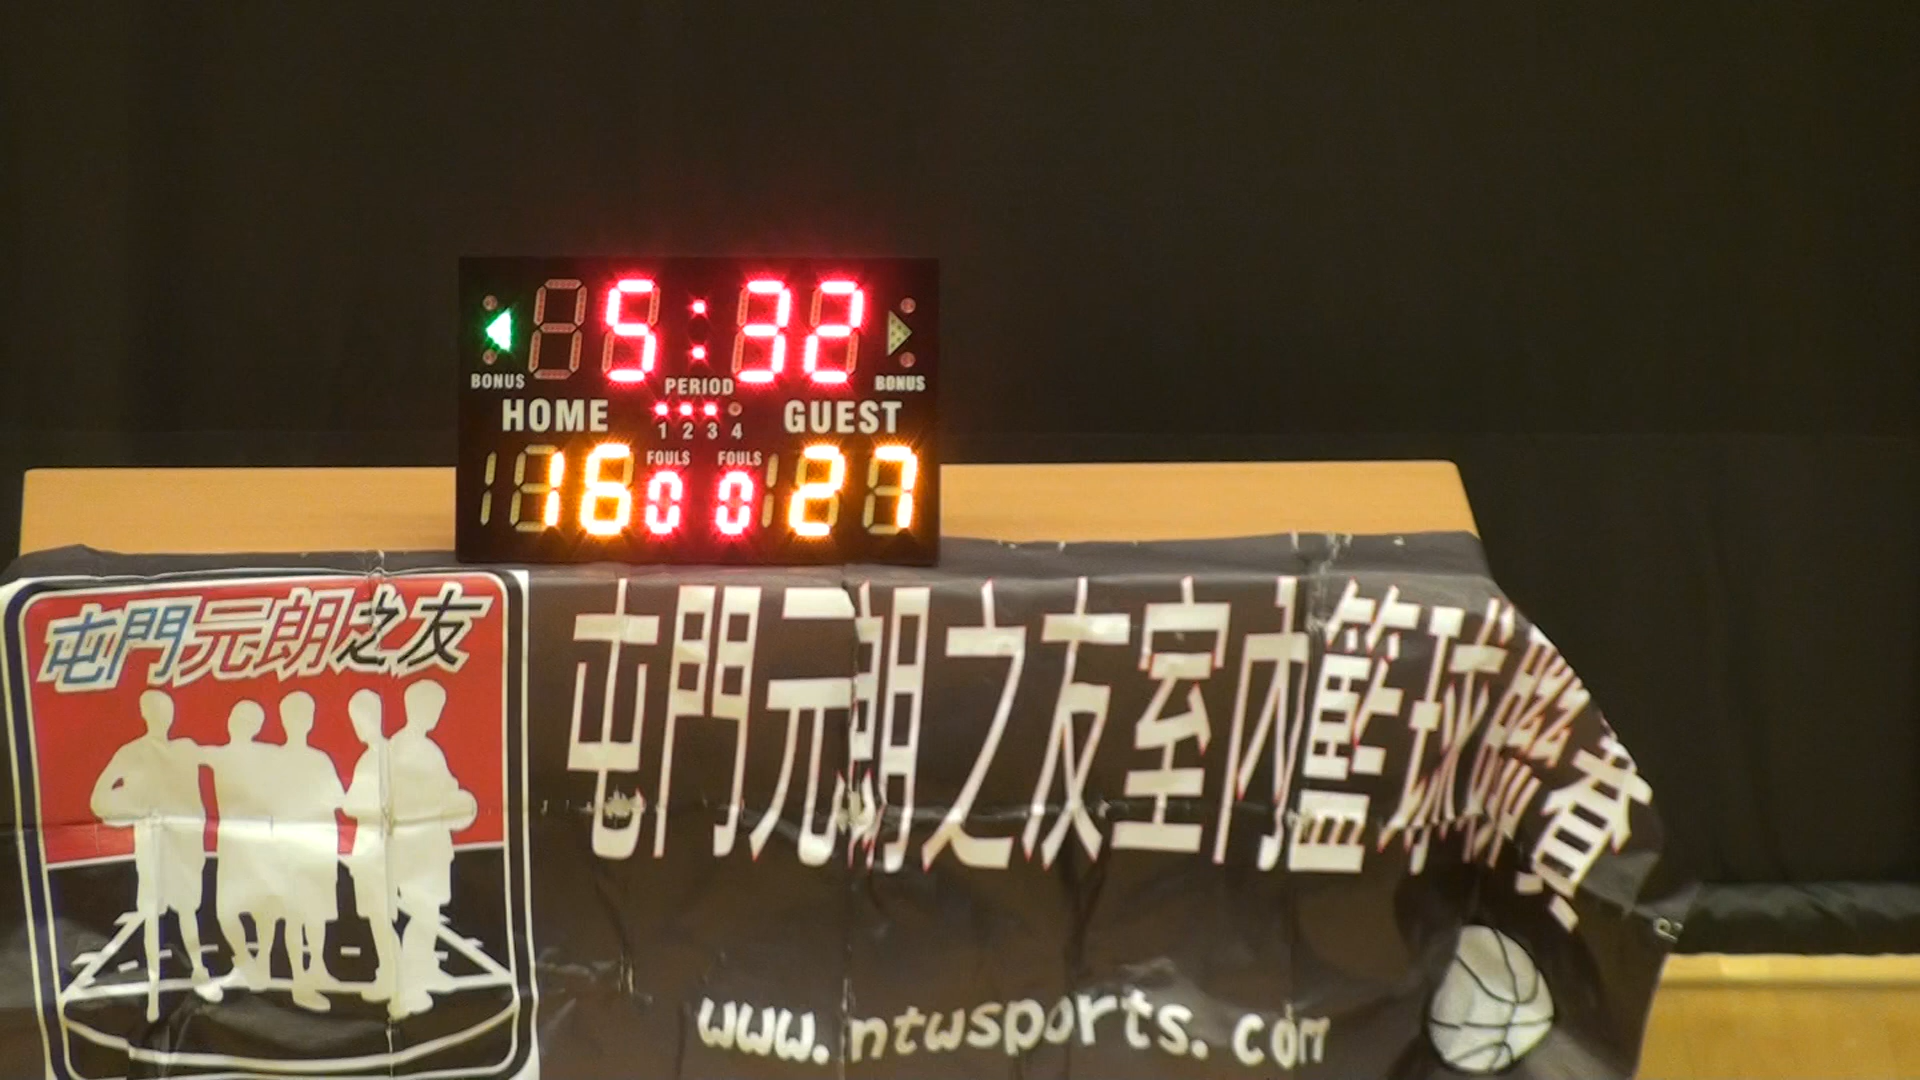 5:32
BONUS PERIOD BONUS
HOME GUEST
1 2 3 4
FOULS FOULS
16 0 0 27
屯門元朗之友
屯門元朗之友室內籃球聯賽
www.ntwsports.com